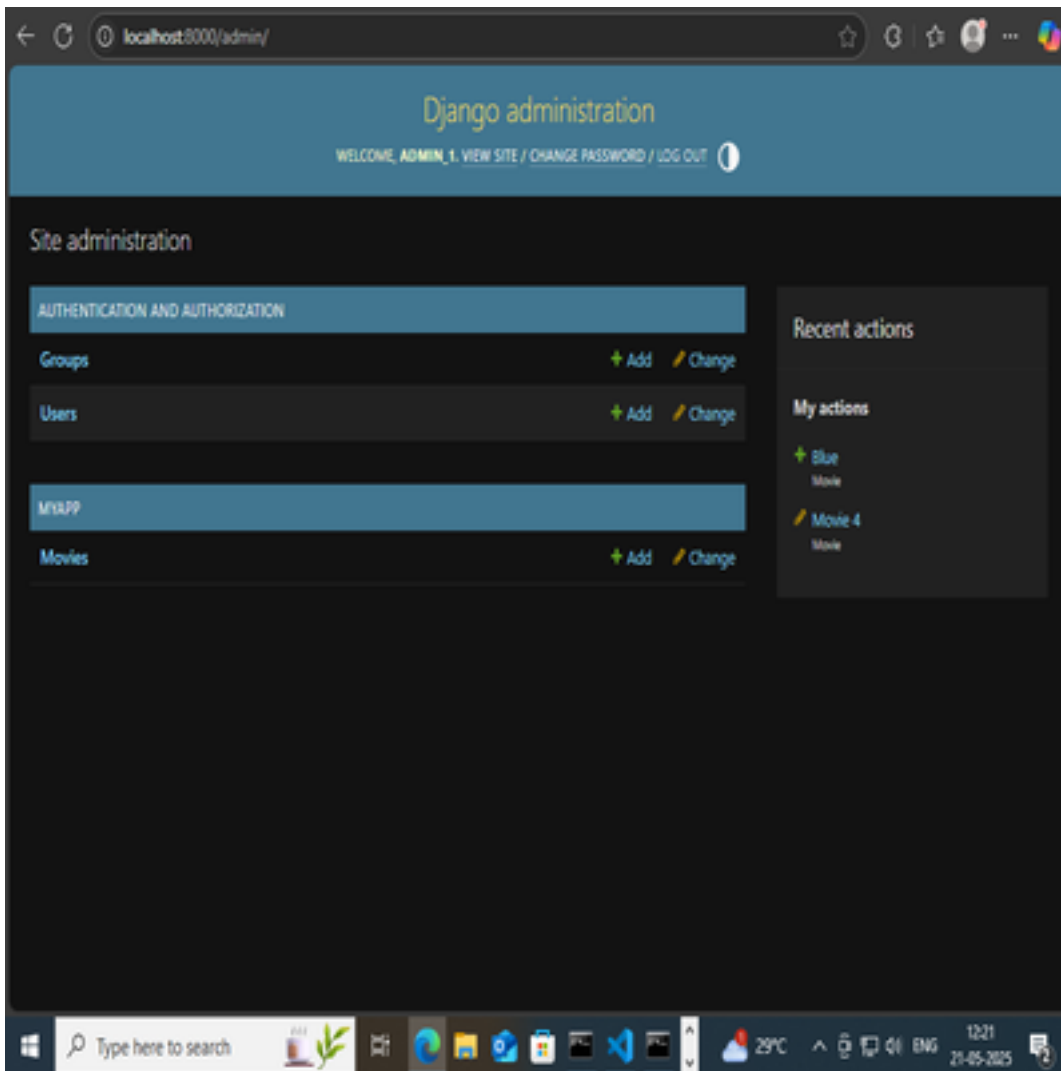 localhost:8000/admin/
Django administration
WELCOME, ADMIN_1. VIEW SITE / CHANGE PASSWORD / LOG OUT
Site administration
AUTHENTICATION AND AUTHORIZATION
Groups + Add Change
Users + Add Change
MYAPP
Movies + Add Change
Recent actions
My actions
+ Blue
Movie
Movie 4
Movie
Type here to search
29°C ENG 12:21
21-05-2025
2